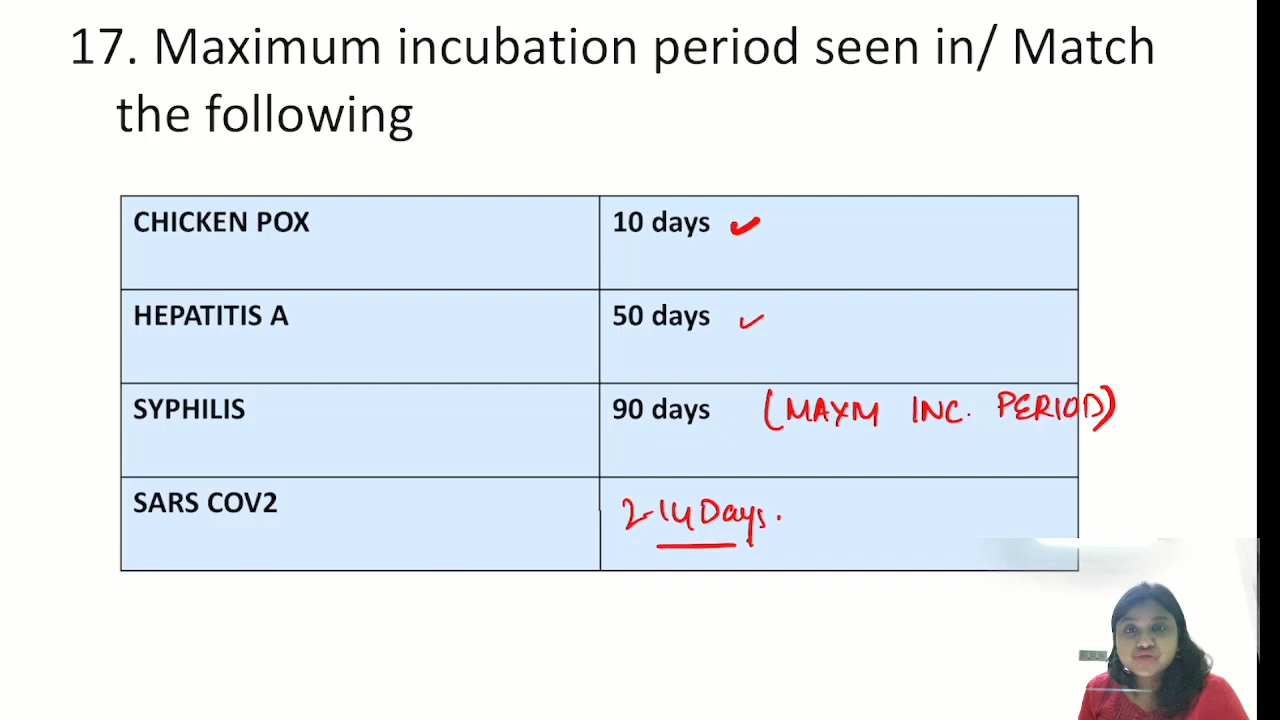 17. Maximum incubation period seen in/ Match
the following
CHICKEN POX 10 days
HEPATITIS A 50 days
SYPHILIS 90 days (MAXM INC. PERIOD)
SARS COV2 2-14 Days.